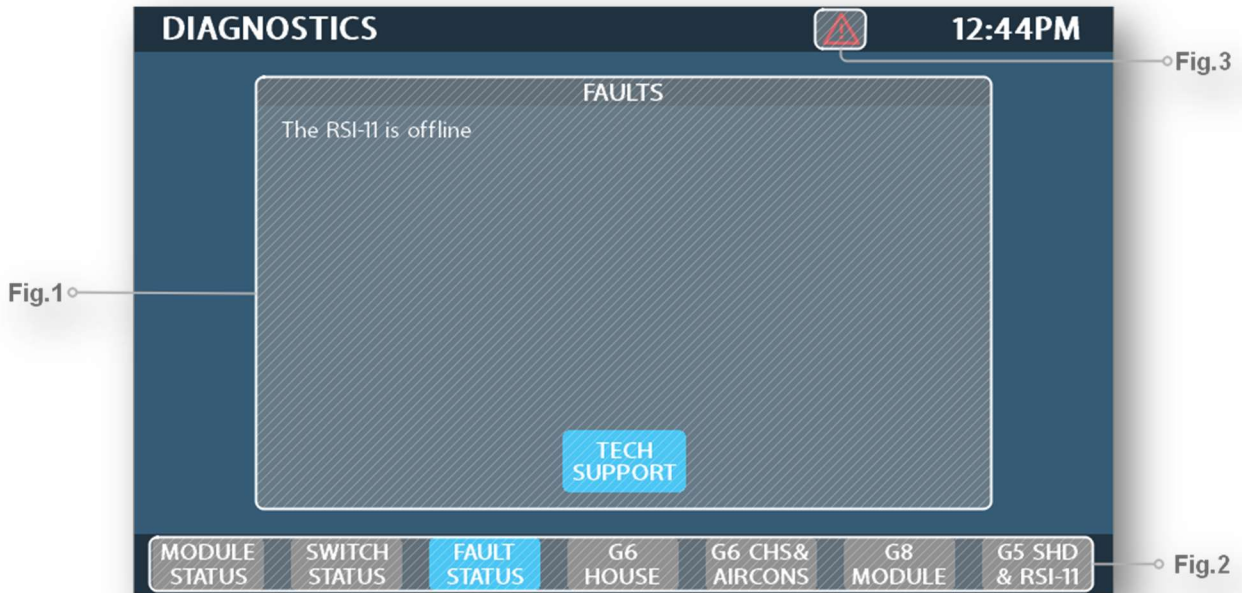 DIAGNOSTICS
12:44PM
Fig.3
FAULTS
The RSI-11 is offline
Fig.1
TECH
SUPPORT
MODULE
STATUS
SWITCH
STATUS
FAULT
STATUS
G6
HOUSE
G6 CHS&
AIRCONS
G8
MODULE
G5 SHD
& RSI-11
Fig.2